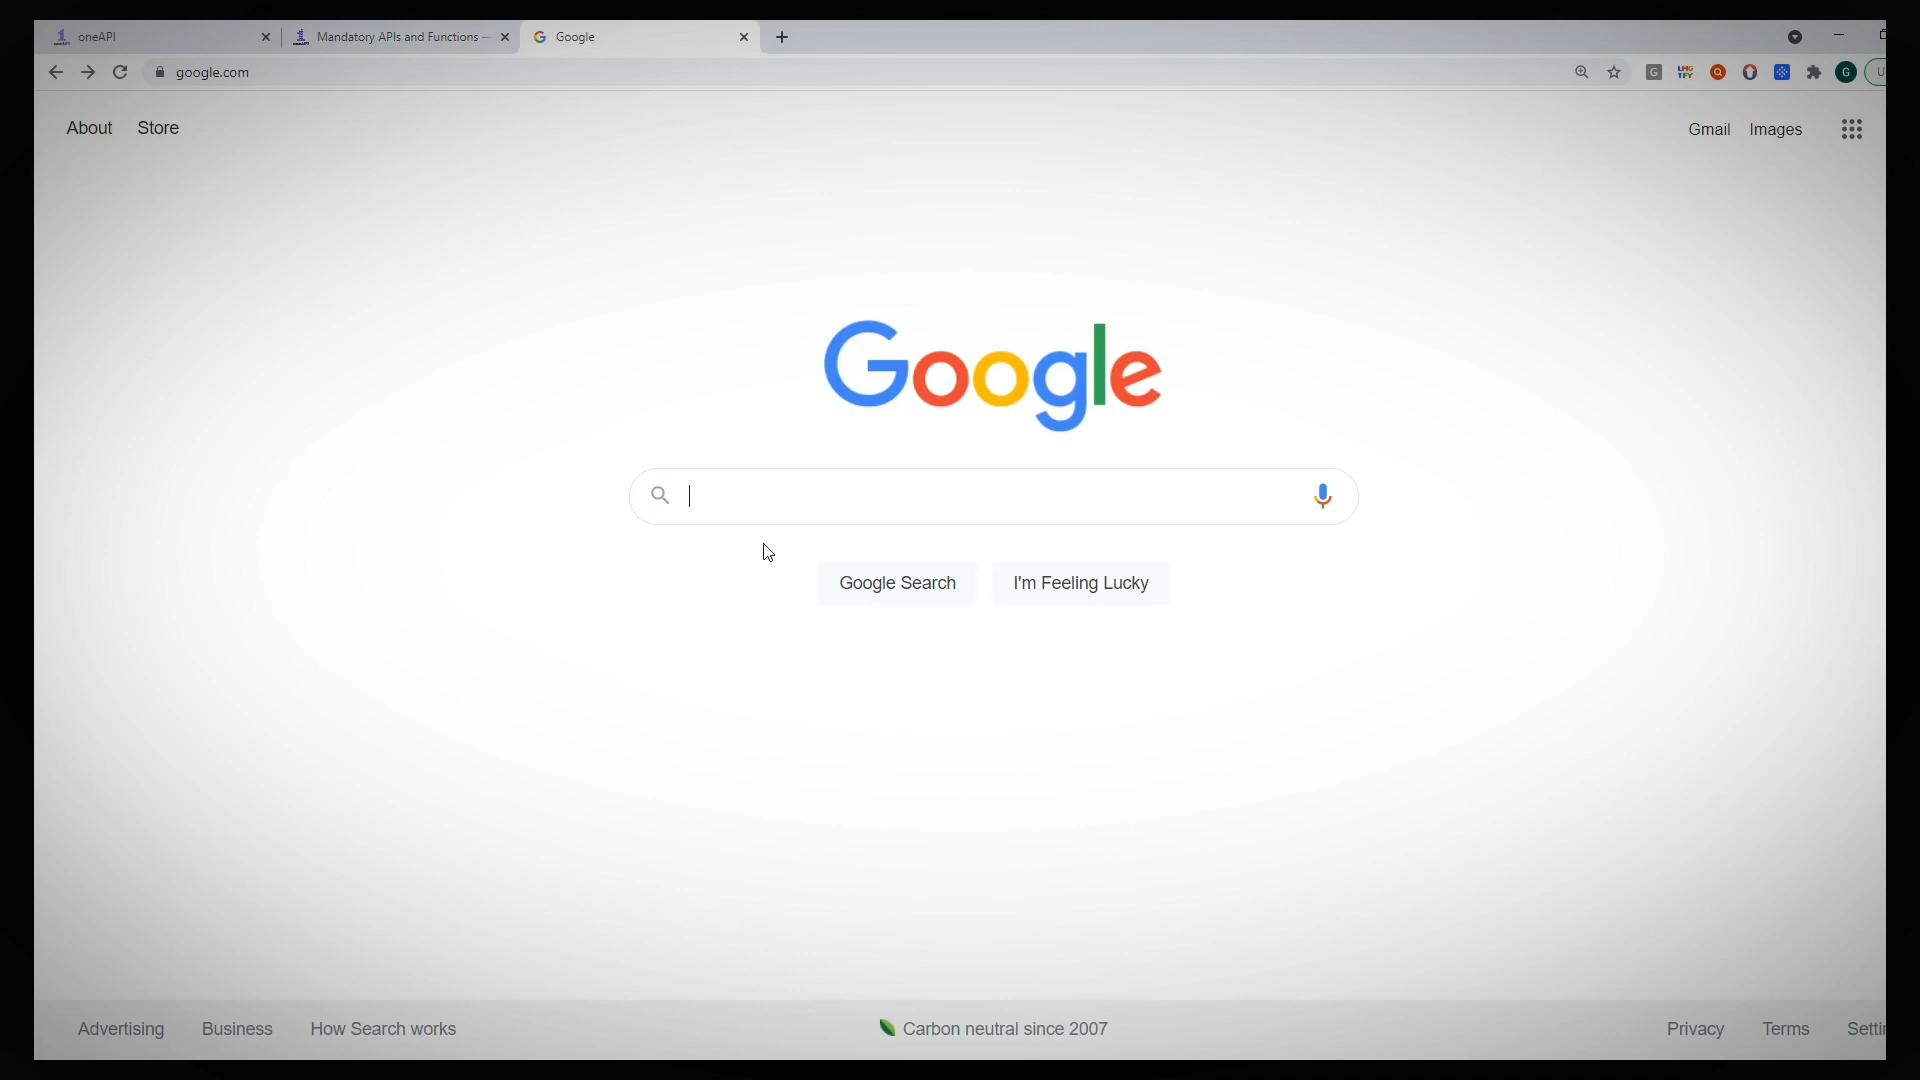 oneAPI
Mandatory APIs and Functions
Google
google.com
About Store
Gmail Images
Google
Google Search I'm Feeling Lucky
Advertising Business How Search works
Carbon neutral since 2007
Privacy Terms Settin